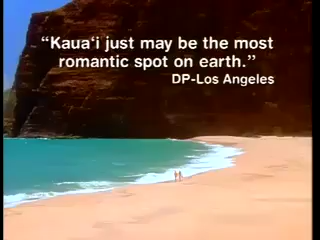 “Kaua‘i just may be the most
romantic spot on earth.”
DP-Los Angeles